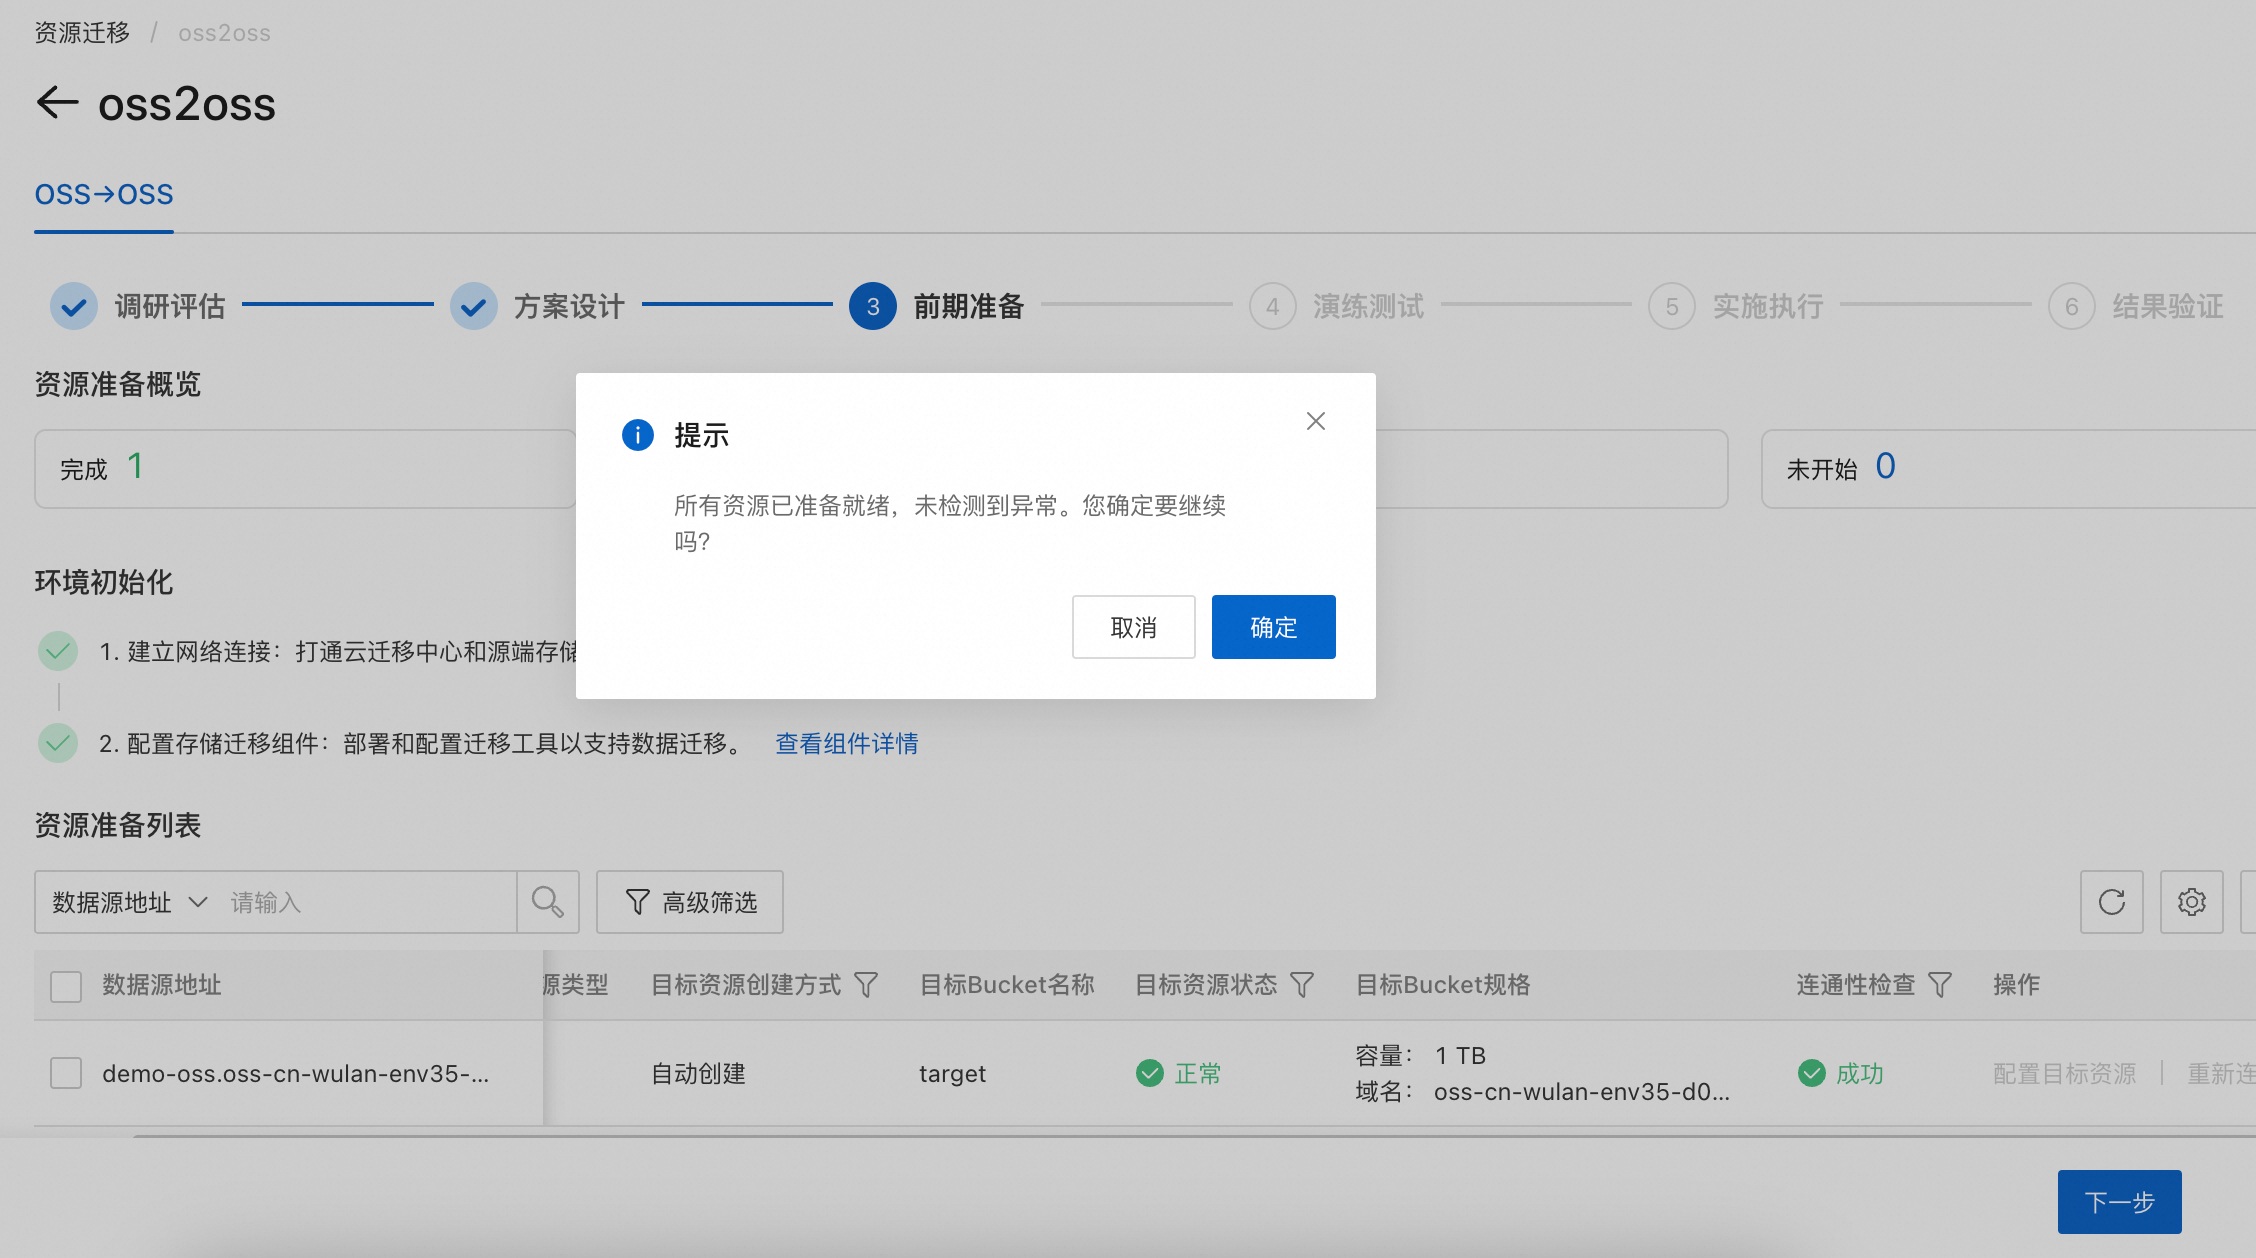 资源迁移 / oss2oss
oss2oss
OSS→OSS
调研评估
方案设计
3 前期准备
4 演练测试
5 实施执行
6 结果验证
资源准备概览
完成 1
未开始 0
提示
所有资源已准备就绪，未检测到异常。您确定要继续
吗?
取消
确定
环境初始化
1. 建立网络连接：打通云迁移中心和源端存储
2. 配置存储迁移组件：部署和配置迁移工具以支持数据迁移。 查看组件详情
资源准备列表
数据源地址 请输入 高级筛选
数据源地址 源类型 目标资源创建方式 目标Bucket名称 目标资源状态 目标Bucket规格 连通性检查 操作
demo-oss.oss-cn-wulan-env35-... 自动创建 target 正常 容量： 1 TB 成功 配置目标资源 重新连
域名： oss-cn-wulan-env35-d0...
下一步